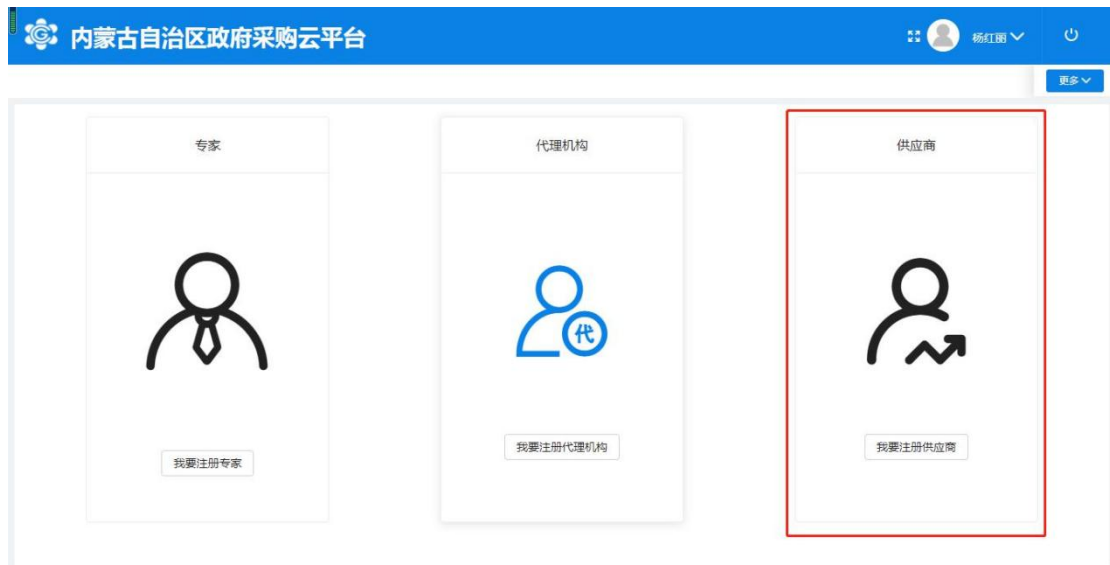 内蒙古自治区政府采购云平台
杨红丽
更多
专家
代理机构
供应商
代
我要注册专家
我要注册代理机构
我要注册供应商